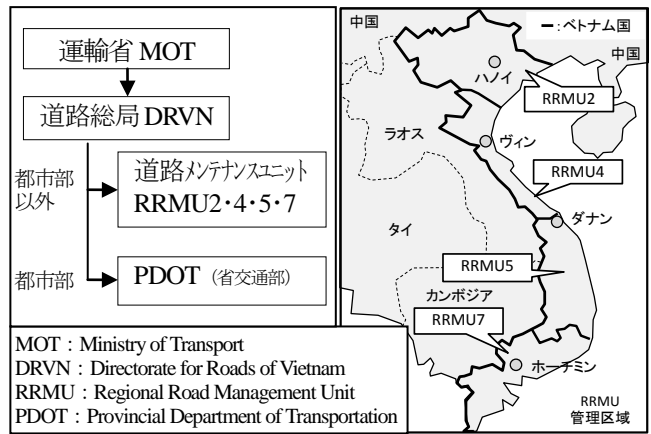 運輸省 MOT
道路総局 DRVN
都市部
以外
道路メンテナンスユニット
RRMU2・4・5・7
都市部
PDOT (省交通部)
MOT：Ministry of Transport
DRVN：Directorate for Roads of Vietnam
RRMU：Regional Road Management Unit
PDOT：Provincial Department of Transportation
中国
ー:ベトナム国
中国
ハノイ
RRMU2
ラオス
ヴィン
RRMU4
ダナン
タイ
RRMU5
カンボジア
RRMU7
ホーチミン
RRMU
管理区域